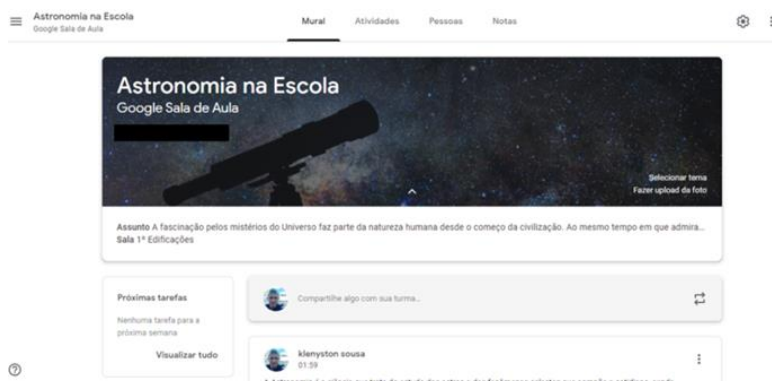 Astronomia na Escola
Google Sala de Aula
Mural Atividades Pessoas Notas
Astronomia na Escola
Google Sala de Aula
Selecionar tema
Fazer upload da foto
Assunto A fascinação pelos mistérios do Universo faz parte da natureza humana desde o começo da civilização. Ao mesmo tempo em que admira...
Sala 1º Edificações
Próximas tarefas
Nenhuma tarefa para a
próxima semana
Visualizar tudo
Compartilhe algo com sua turma...
klenyston sousa
01:59